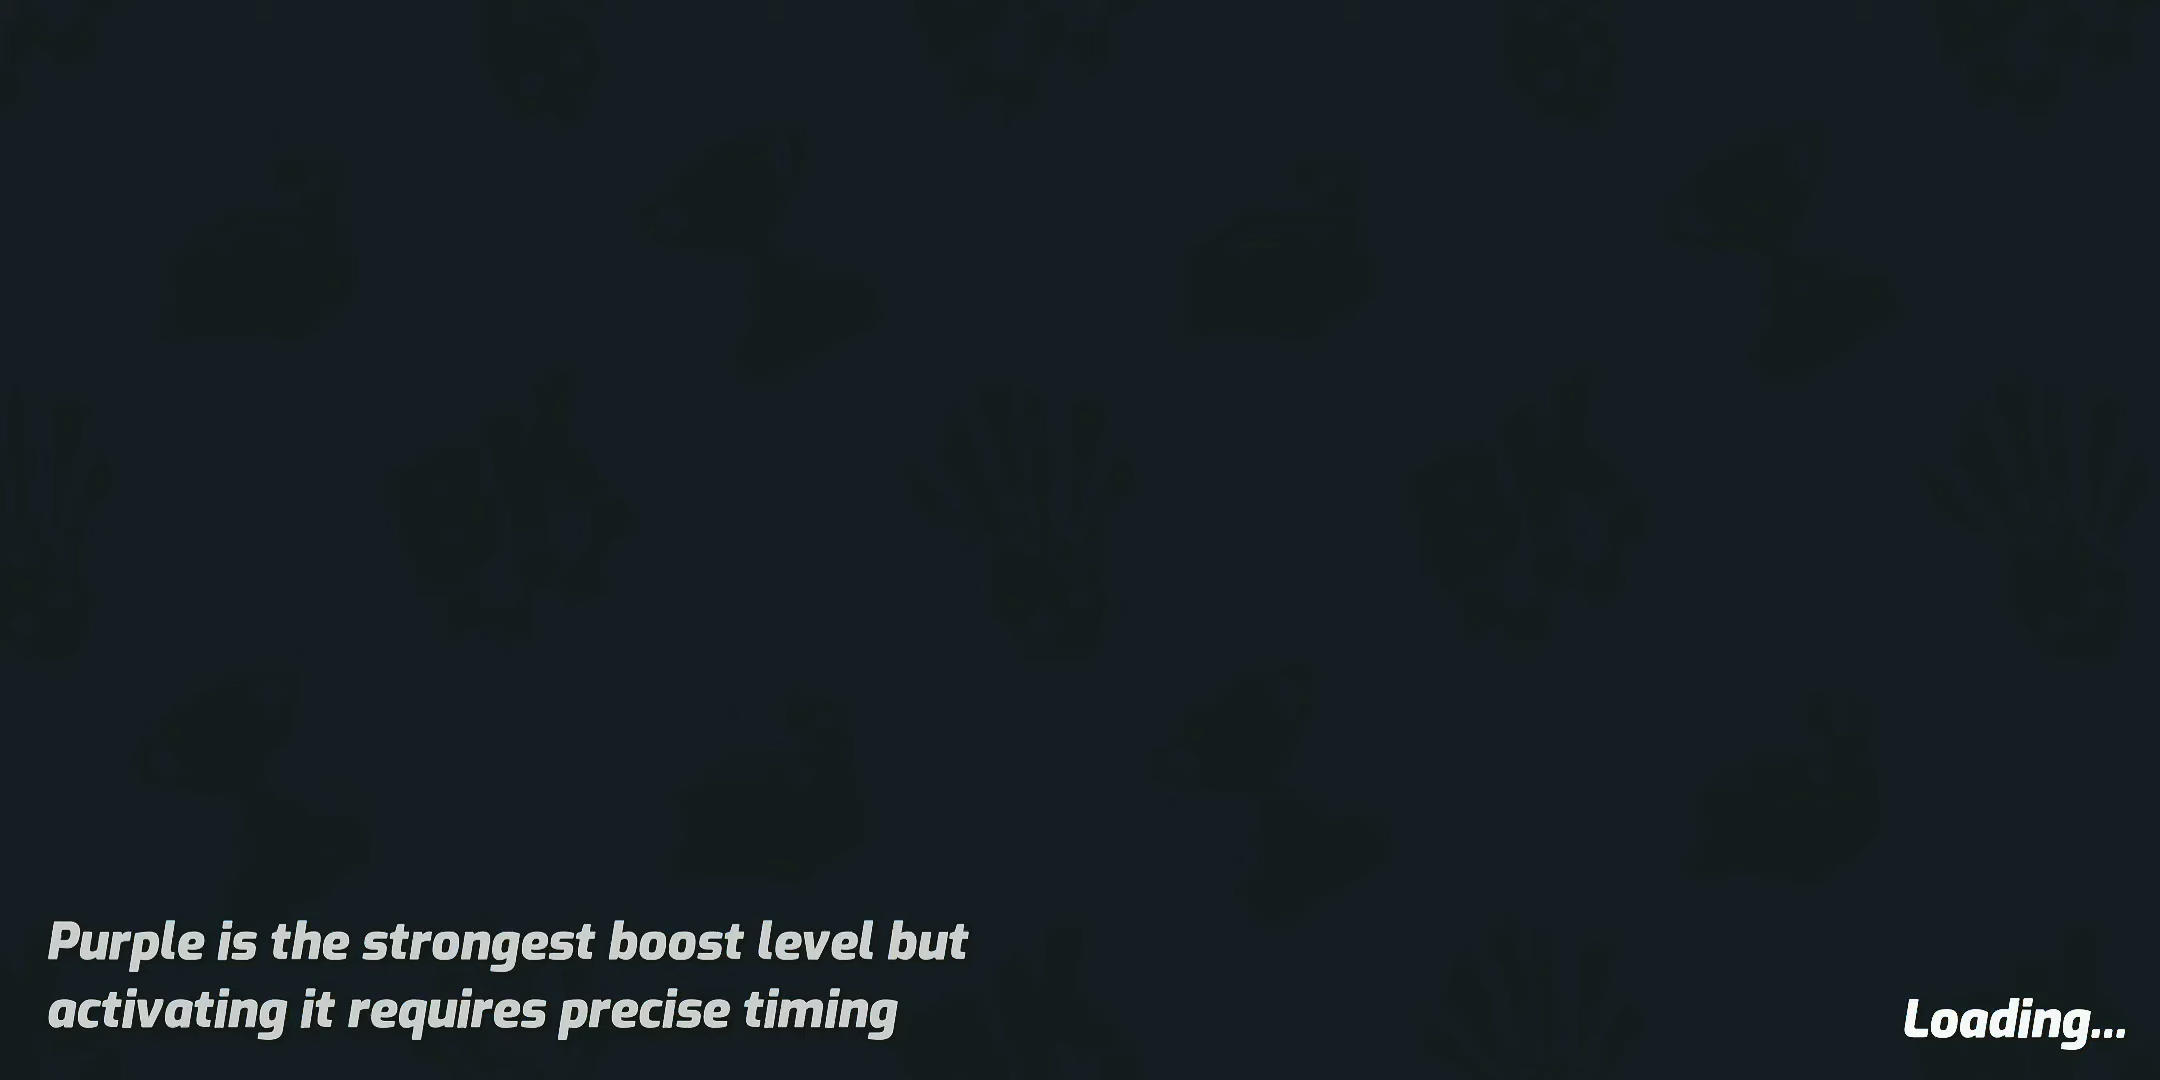 Purple is the strongest boost level but
activating it requires precise timing
Loading...